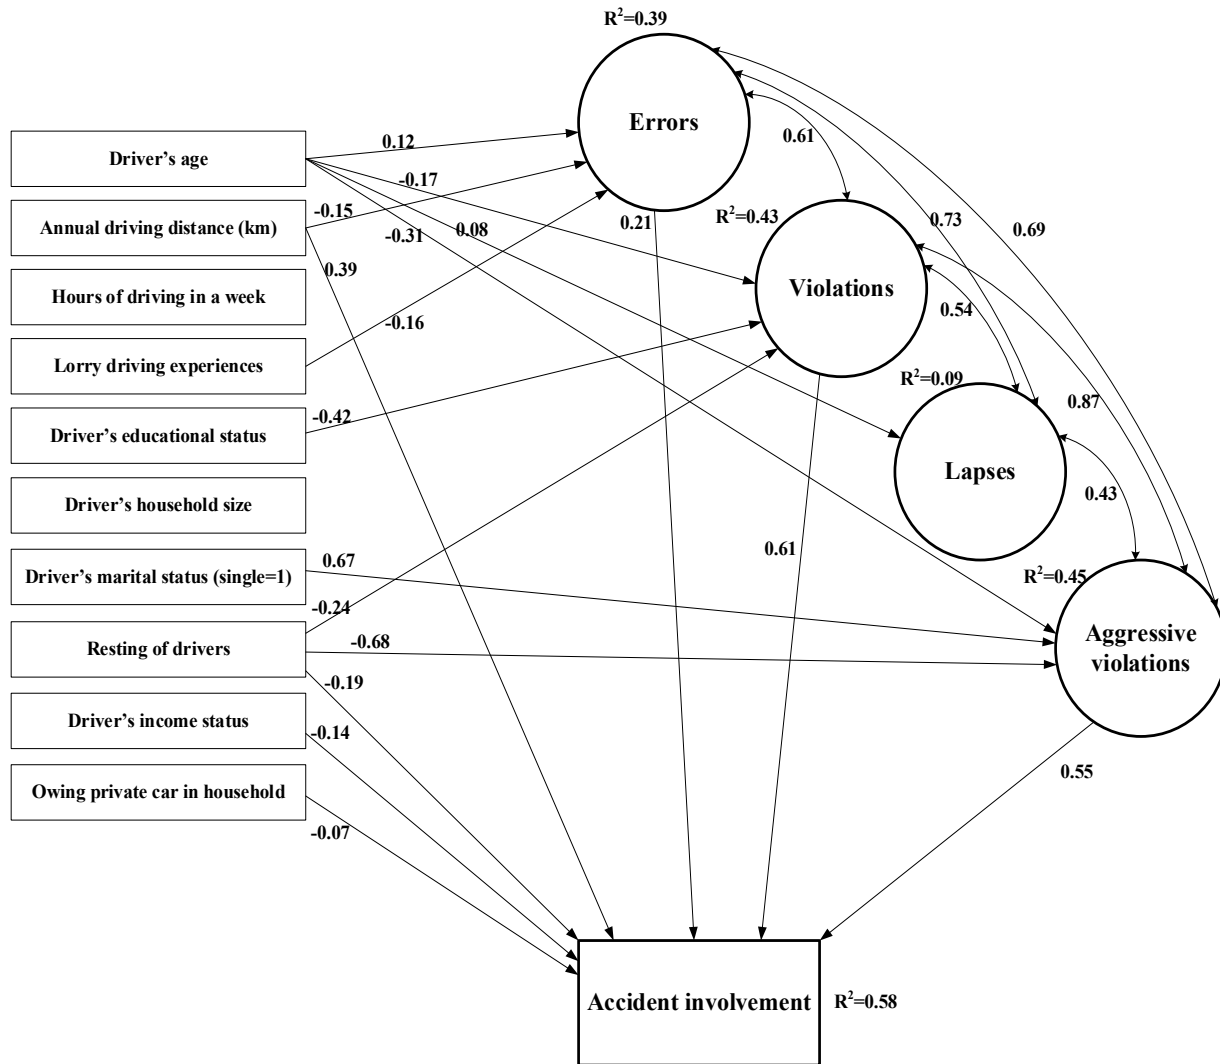 R²=0.39
Errors
0.61
Driver's age
0.12
-0.17
0.08
-0.31
Annual driving distance (km)
-0.15
0.39
0.21
R²=0.43
Violations
0.73
0.69
Hours of driving in a week
-0.16
0.54
Lorry driving experiences
R²=0.09
0.87
Driver's educational status
-0.42
Lapses
0.43
Driver's household size
0.61
Driver's marital status (single=1)
0.67
R²=0.45
Resting of drivers
-0.24
-0.68
-0.19
Aggressive
violations
Driver's income status
-0.14
0.55
Owing private car in household
-0.07
Accident involvement
R²=0.58